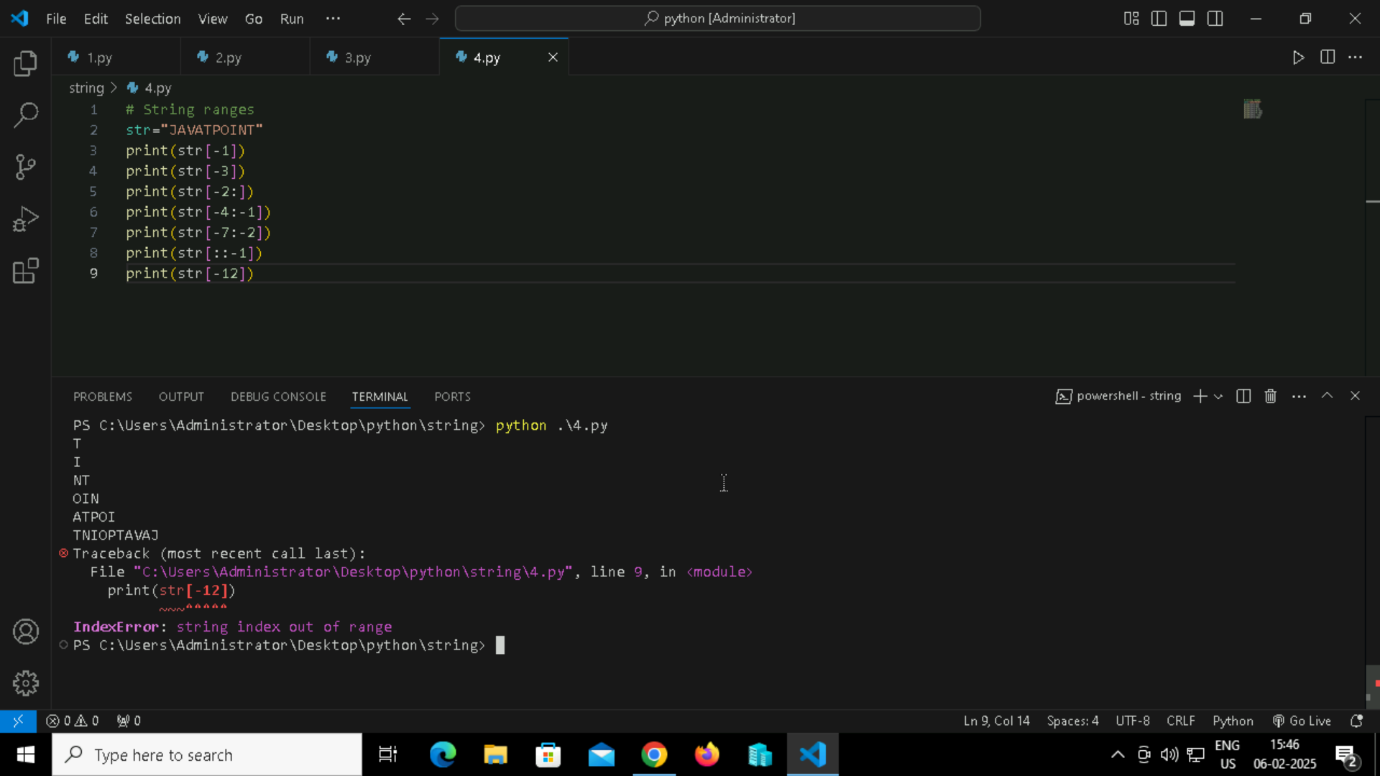 File Edit Selection View Go Run ··· python [Administrator]
1.py 2.py 3.py 4.py
string > 4.py
1 # String ranges
2 str="JAVATPOINT"
3 print(str[-1])
4 print(str[-3])
5 print(str[-2:])
6 print(str[-4:-1])
7 print(str[-7:-2])
8 print(str[::-1])
9 print(str[-12])
PROBLEMS OUTPUT DEBUG CONSOLE TERMINAL PORTS powershell - string
PS C:\Users\Administrator\Desktop\python\string> python .\4.py
T
I
NT
OIN
ATPOI
TNIOPTAVAJ
Traceback (most recent call last):
File "C:\Users\Administrator\Desktop\python\string\4.py", line 9, in <module>
print(str[-12])
~~~^^^^^
IndexError: string index out of range
PS C:\Users\Administrator\Desktop\python\string>
0 0 0 Ln 9, Col 14 Spaces: 4 UTF-8 CRLF Python Go Live
Type here to search ENG US 15:46 06-02-2025 2